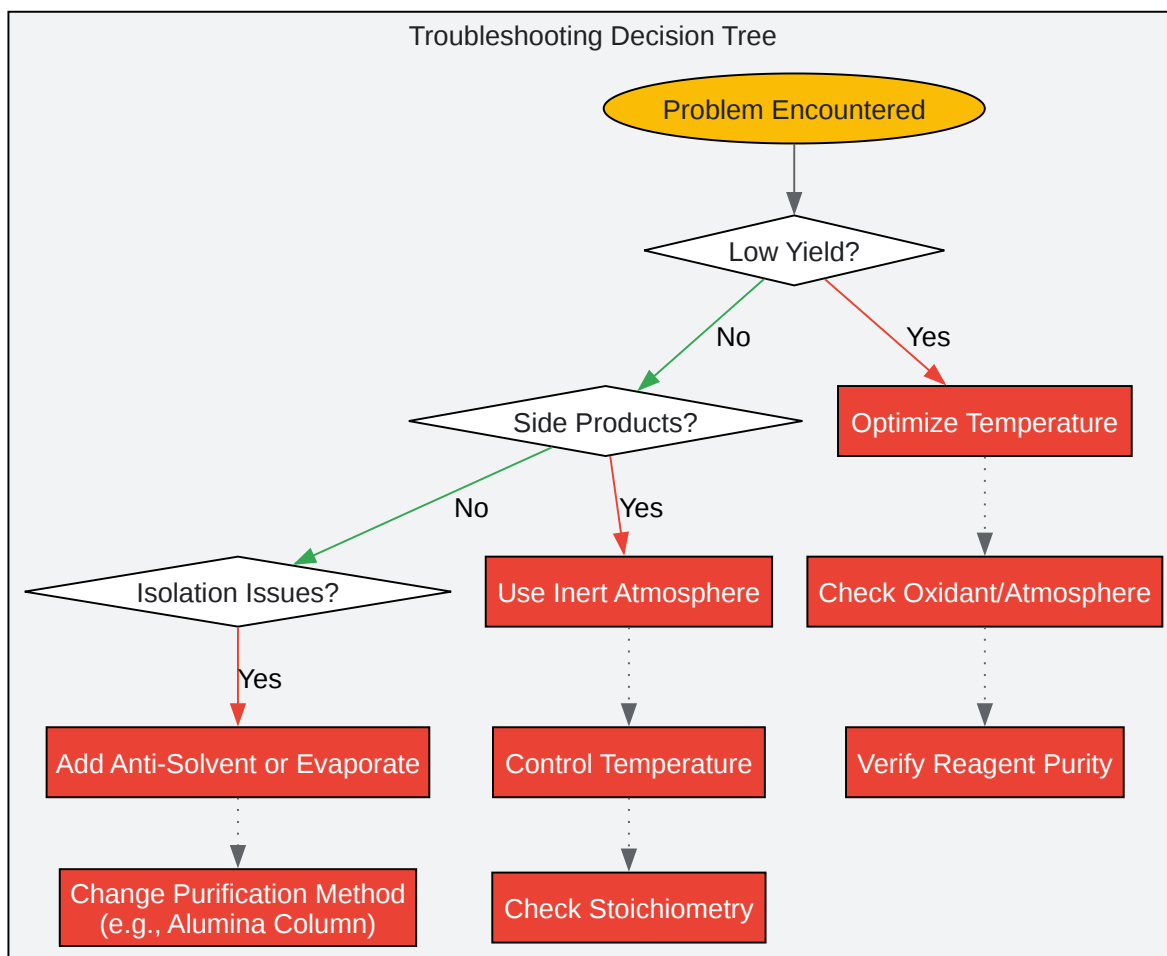 Troubleshooting Decision Tree
Problem Encountered
Low Yield?
No
Yes
Side Products?
Optimize Temperature
No
Yes
Isolation Issues?
Use Inert Atmosphere
Check Oxidant/Atmosphere
Yes
Add Anti-Solvent or Evaporate
Control Temperature
Verify Reagent Purity
Change Purification Method
(e.g., Alumina Column)
Check Stoichiometry